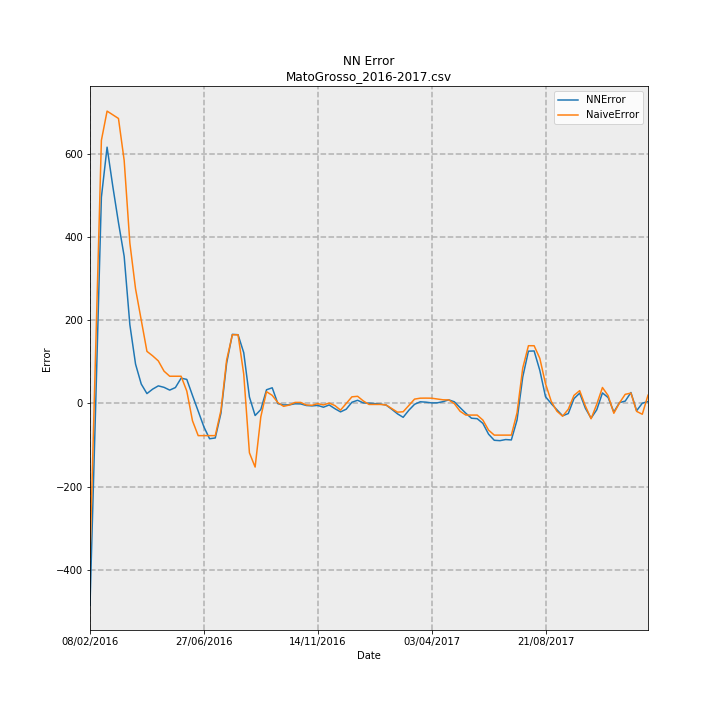 NN Error
MatoGrosso_2016-2017.csv
NNError
NaiveError
600
400
200
0
−200
−400
Error
08/02/2016 27/06/2016 14/11/2016 03/04/2017 21/08/2017
Date